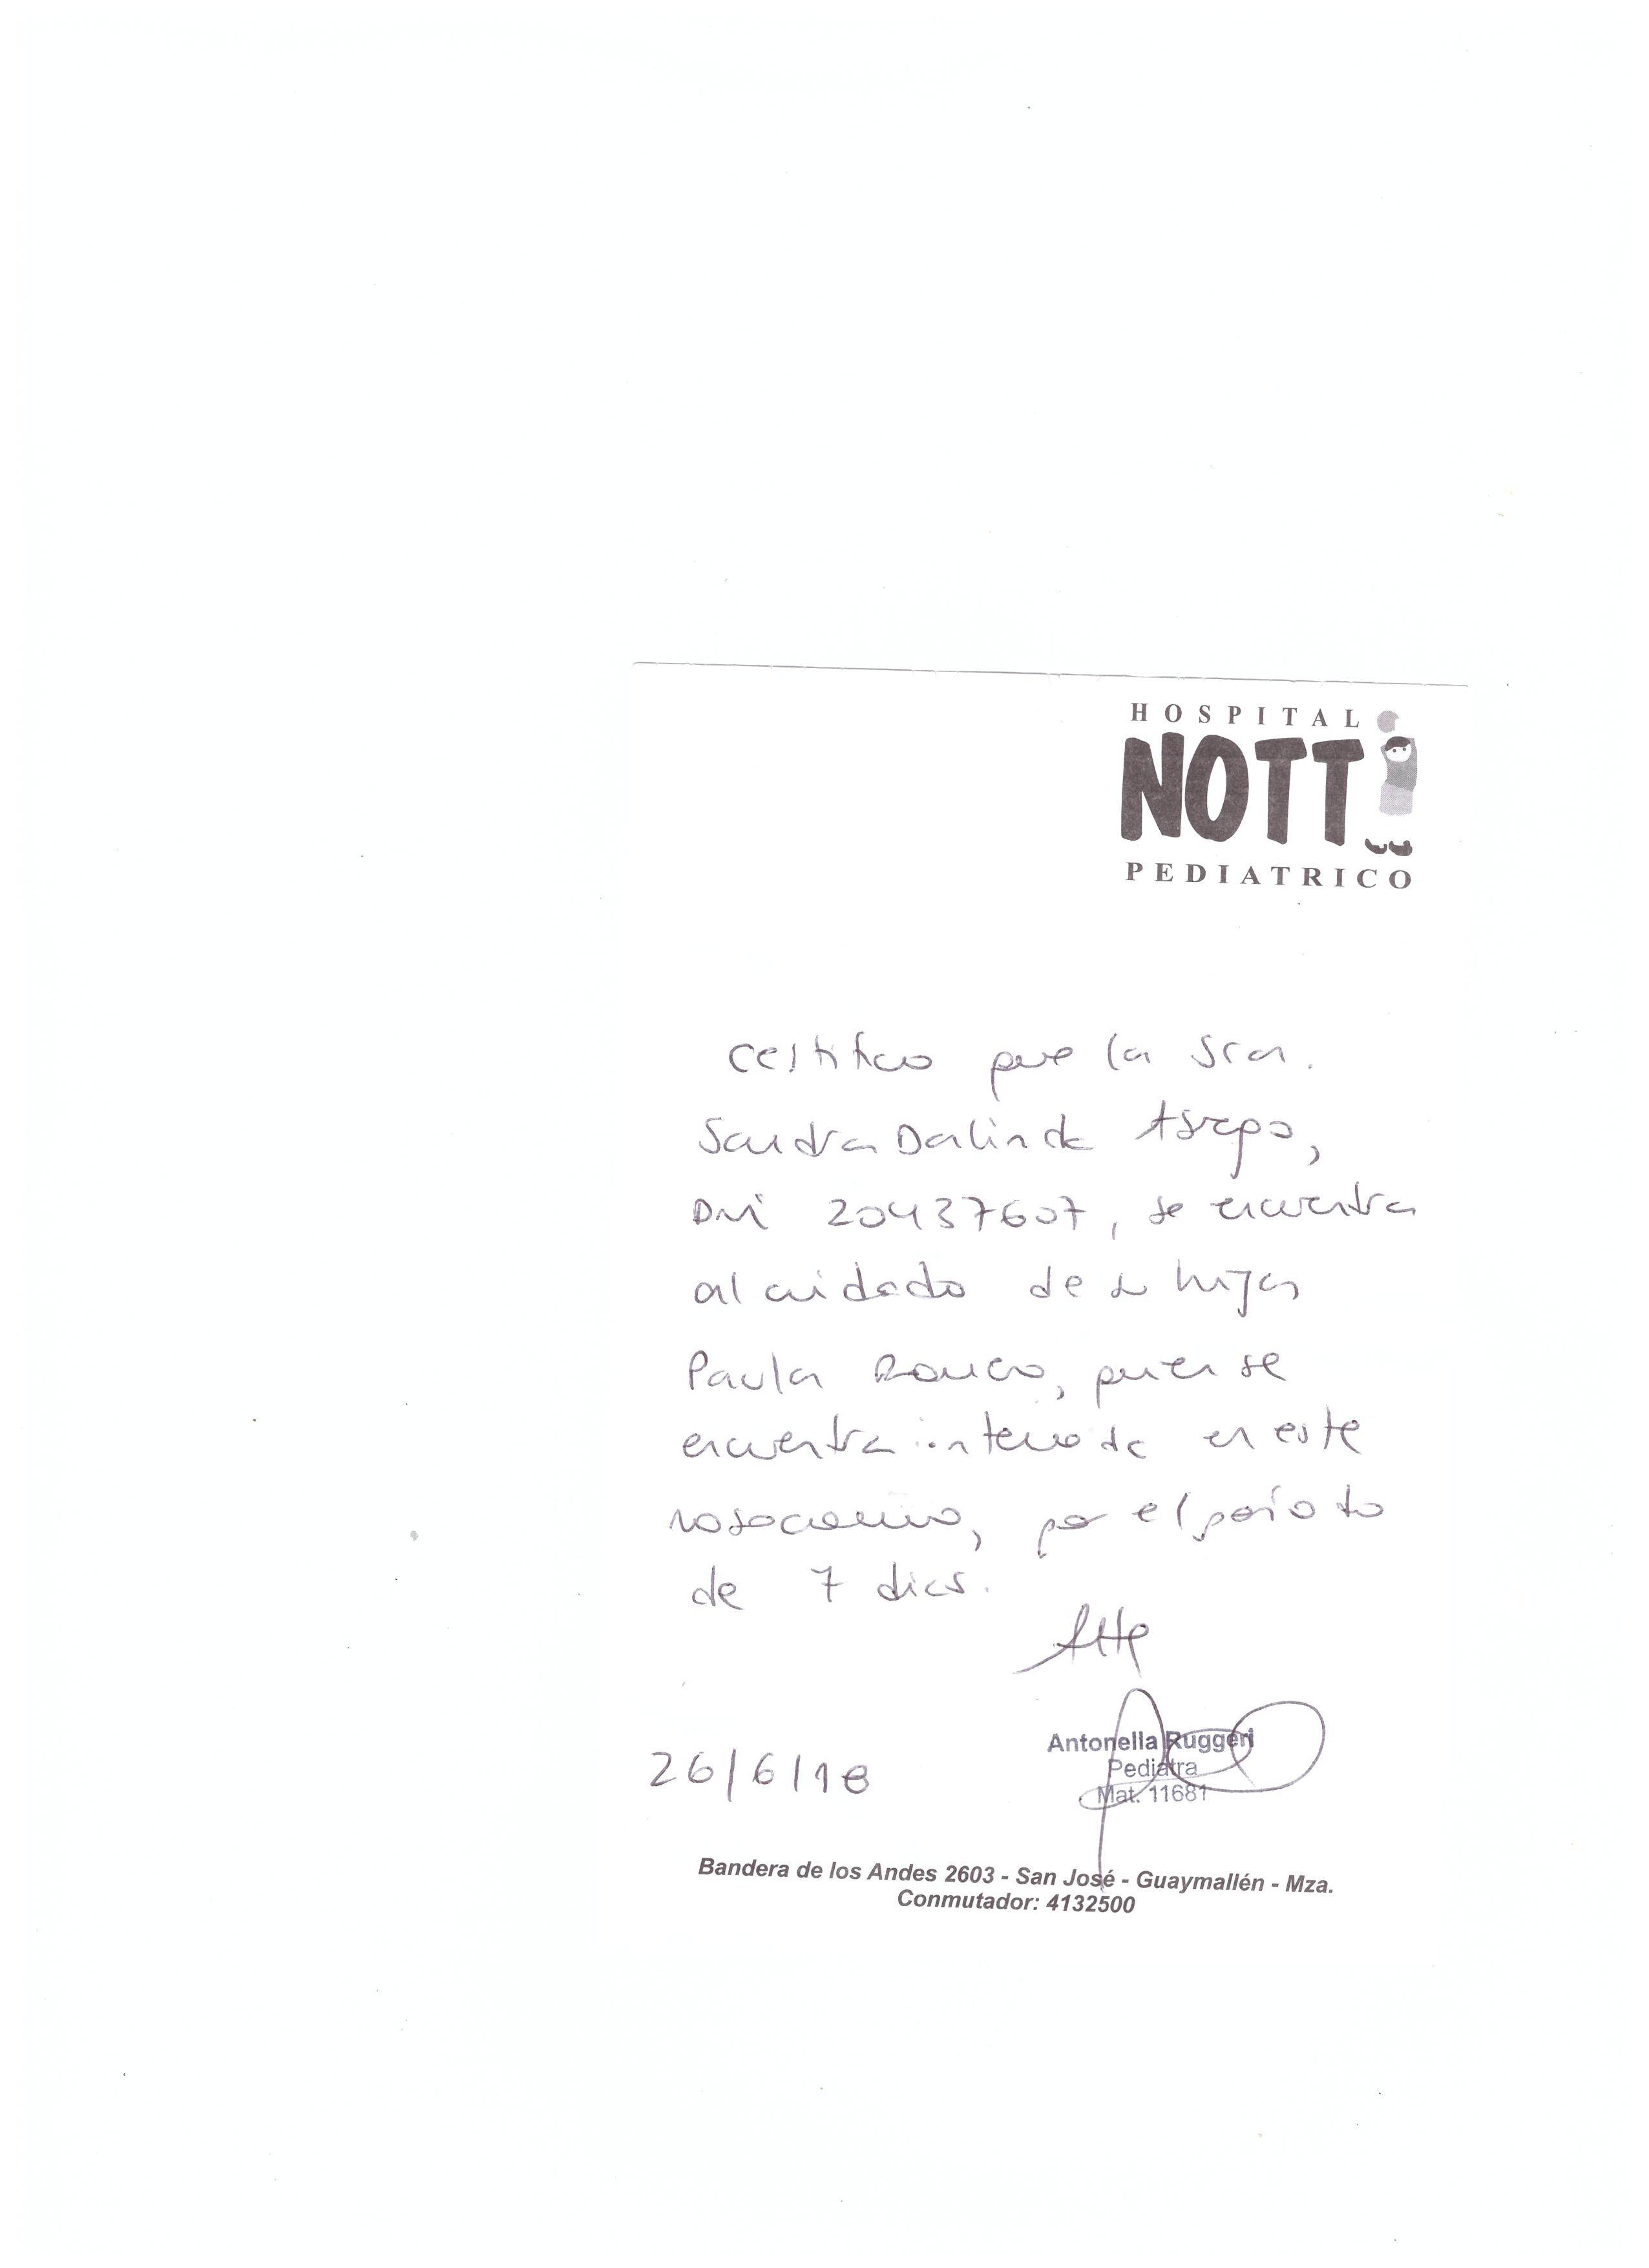 HOSPITAL
NOTTI
PEDIATRICO
Certifico que la Sra.
Sandra Dalinda
DNI 20437607, se encuentra
al cuidado de su hija
Paula Ronco, quien se
encuentra internada en este
nosocomio, por el período
de 7 días.
Atte
26/6/18
Antonella Ruggeri
Pediatra
Mat. 11681
Bandera de los Andes 2603 - San José - Guaymallén - Mza.
Conmutador: 4132500